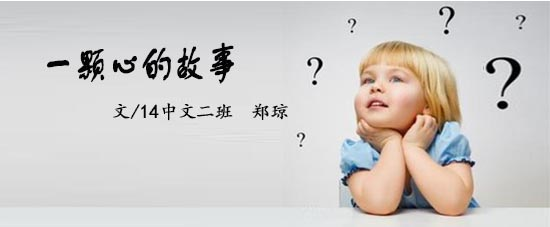 一颗心的故事
文/14中文二班 郑琼
? ? ? ? ? ?